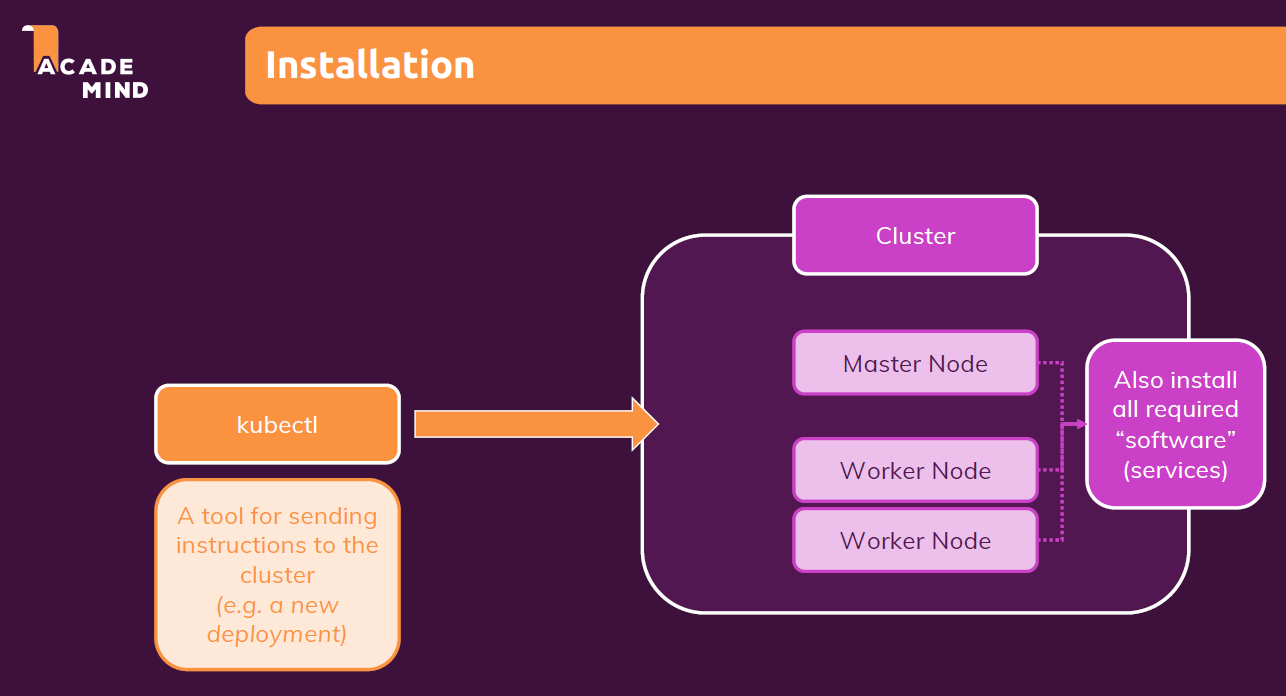 ACADE
MIND
Installation
Cluster
Master Node
Also install
all required
“software”
(services)
kubectl
Worker Node
Worker Node
A tool for sending
instructions to the
cluster
(e.g. a new
deployment)